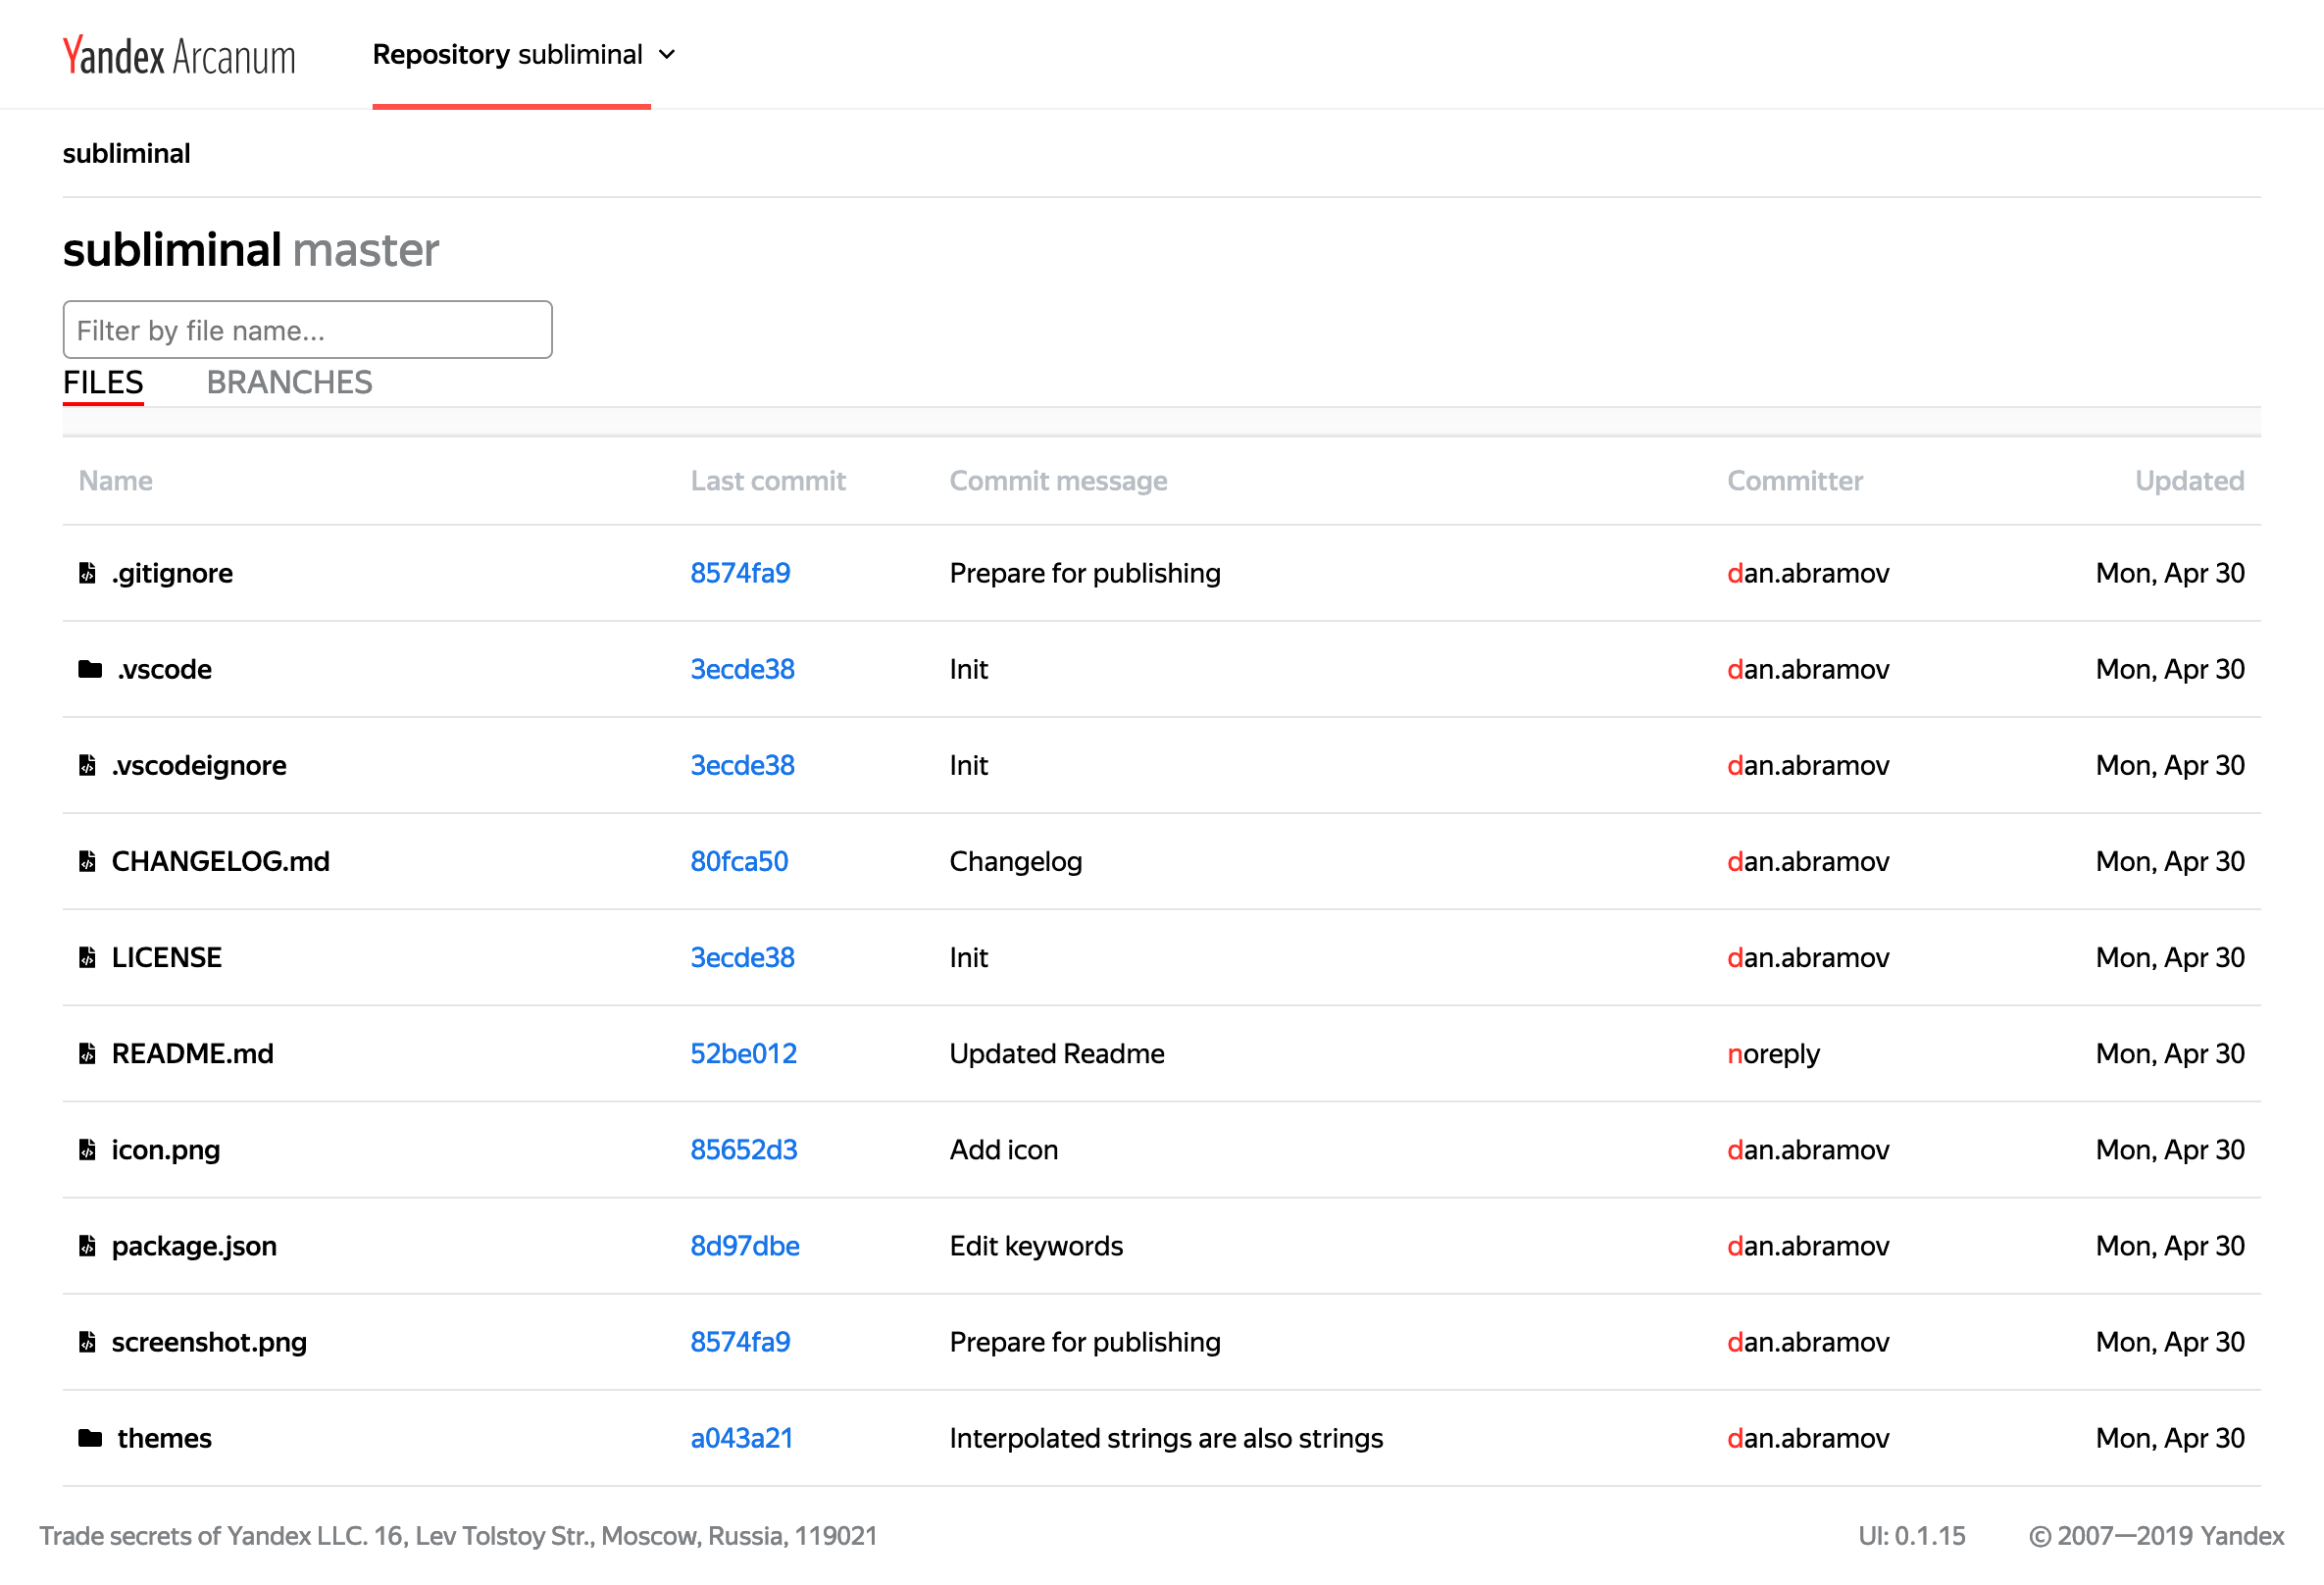 Yandex Arcanum Repository subliminal
subliminal
subliminal master
Filter by file name...
FILES BRANCHES
Name Last commit Commit message Committer Updated
.gitignore 8574fa9 Prepare for publishing dan.abramov Mon, Apr 30
.vscode 3ecde38 Init dan.abramov Mon, Apr 30
.vscodeignore 3ecde38 Init dan.abramov Mon, Apr 30
CHANGELOG.md 80fca50 Changelog dan.abramov Mon, Apr 30
LICENSE 3ecde38 Init dan.abramov Mon, Apr 30
README.md 52be012 Updated Readme noreply Mon, Apr 30
icon.png 85652d3 Add icon dan.abramov Mon, Apr 30
package.json 8d97dbe Edit keywords dan.abramov Mon, Apr 30
screenshot.png 8574fa9 Prepare for publishing dan.abramov Mon, Apr 30
themes a043a21 Interpolated strings are also strings dan.abramov Mon, Apr 30
Trade secrets of Yandex LLC. 16, Lev Tolstoy Str., Moscow, Russia, 119021 UI: 0.1.15 © 2007—2019 Yandex